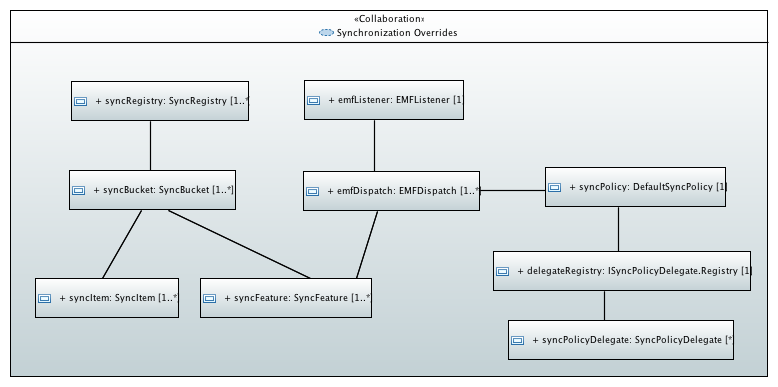 «Collaboration»
Synchronization Overrides
+ syncRegistry: SyncRegistry [1..*
+ emfListener: EMFListener [1]
+ syncBucket: SyncBucket [1..*]
+ emfDispatch: EMFDispatch [1..*]
+ syncPolicy: DefaultSyncPolicy [1]
+ delegateRegistry: ISyncPolicyDelegate.Registry [1]
+ syncItem: SyncItem [1..*
+ syncFeature: SyncFeature [1..*
+ syncPolicyDelegate: SyncPolicyDelegate [*]